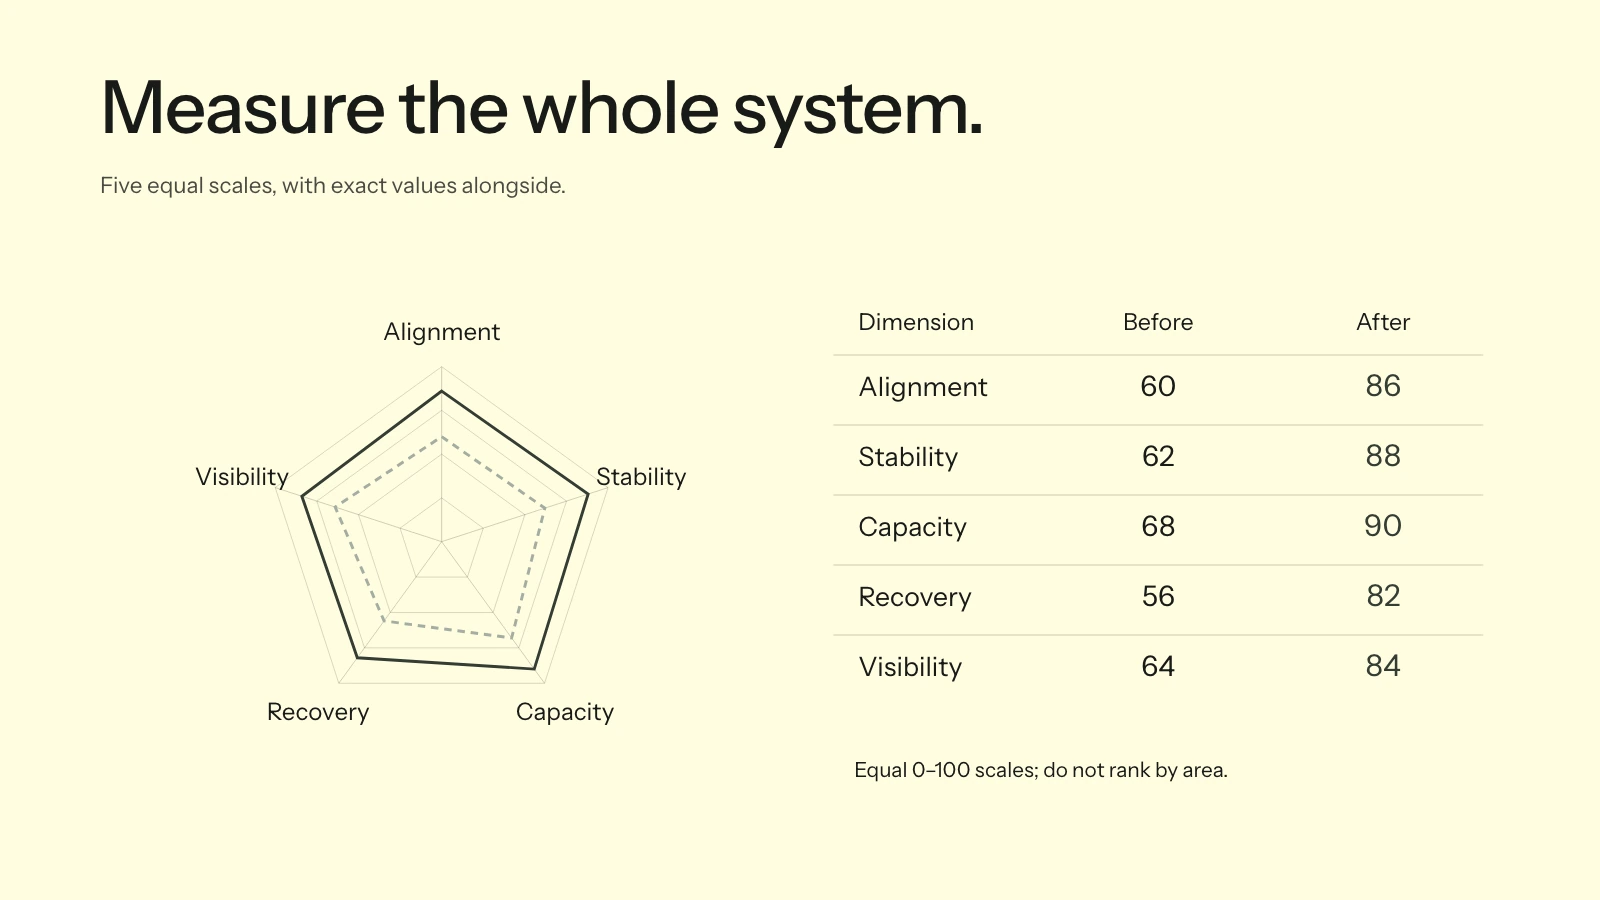 Measure the whole system.
Five equal scales, with exact values alongside.
Alignment
Visibility
Stability
Recovery
Capacity
Dimension Before After
Alignment 60 86
Stability 62 88
Capacity 68 90
Recovery 56 82
Visibility 64 84
Equal 0–100 scales; do not rank by area.